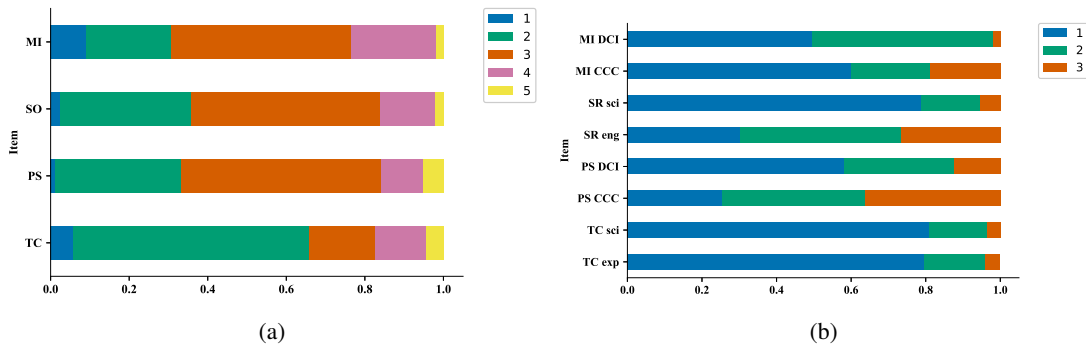 MI
SO
PS
TC
Item
0.0 0.2 0.4 0.6 0.8 1.0
1
2
3
4
5
(a)
MI DCI
MI CCC
SR sci
SR eng
PS DCI
PS CCC
TC sci
TC exp
Item
0.0 0.2 0.4 0.6 0.8 1.0
1
2
3
(b)